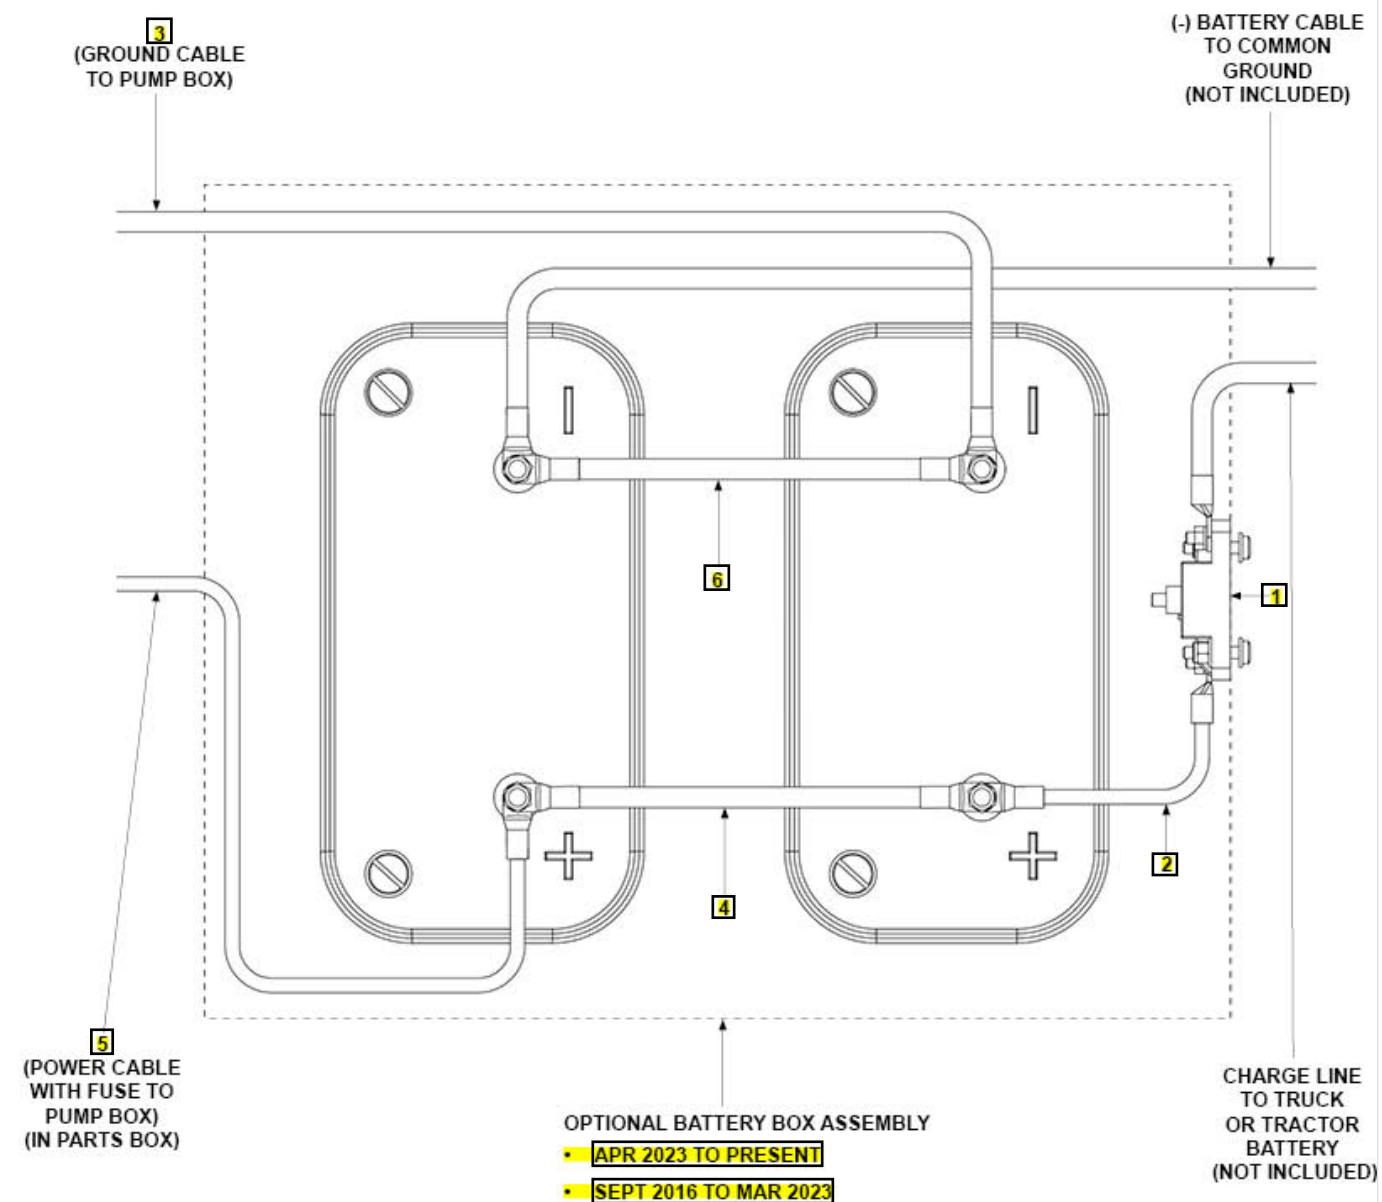 3
(GROUND CABLE
TO PUMP BOX)
(-) BATTERY CABLE
TO COMMON
GROUND
(NOT INCLUDED)
6
1
2
4
5
(POWER CABLE
WITH FUSE TO
PUMP BOX)
(IN PARTS BOX)
OPTIONAL BATTERY BOX ASSEMBLY
• APR 2023 TO PRESENT
• SEPT 2016 TO MAR 2023
CHARGE LINE
TO TRUCK
OR TRACTOR
BATTERY
(NOT INCLUDED)